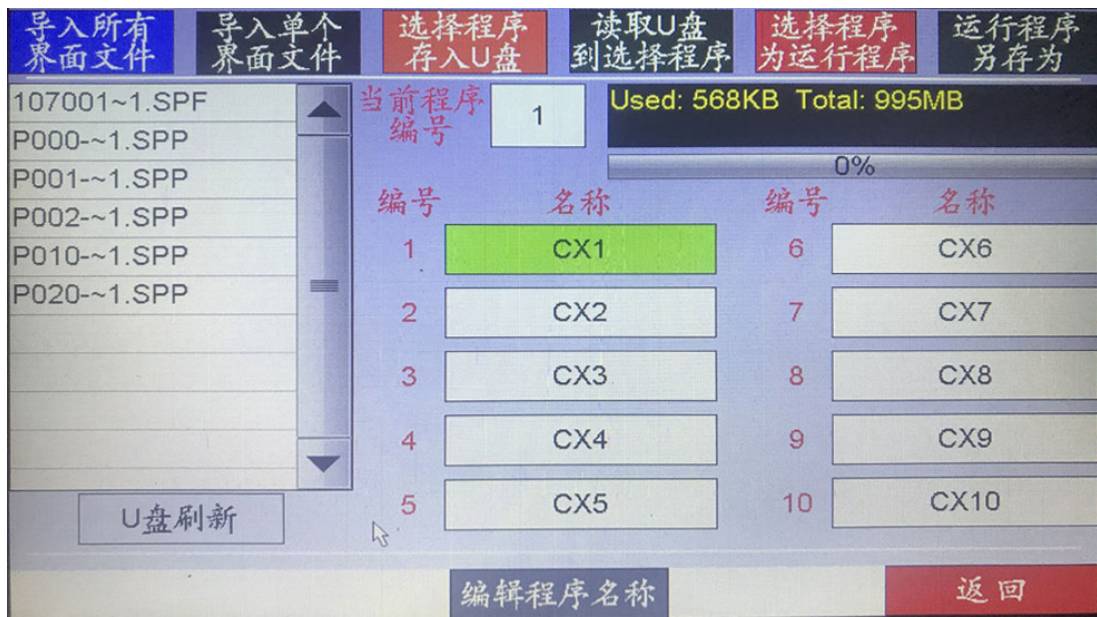 导入所有
界面文件
导入单个
界面文件
选择程序
存入U盘
读取U盘
到选择程序
选择程序
为运行程序
运行程序
另存为
107001~1.SPF
P000-~1.SPP
P001-~1.SPP
P002-~1.SPP
P010-~1.SPP
P020-~1.SPP
U盘刷新
当前程序
编号
1
Used: 568KB Total: 995MB
0%
编号 名称 编号 名称
1 CX1 6 CX6
2 CX2 7 CX7
3 CX3 8 CX8
4 CX4 9 CX9
5 CX5 10 CX10
编辑程序名称
返回